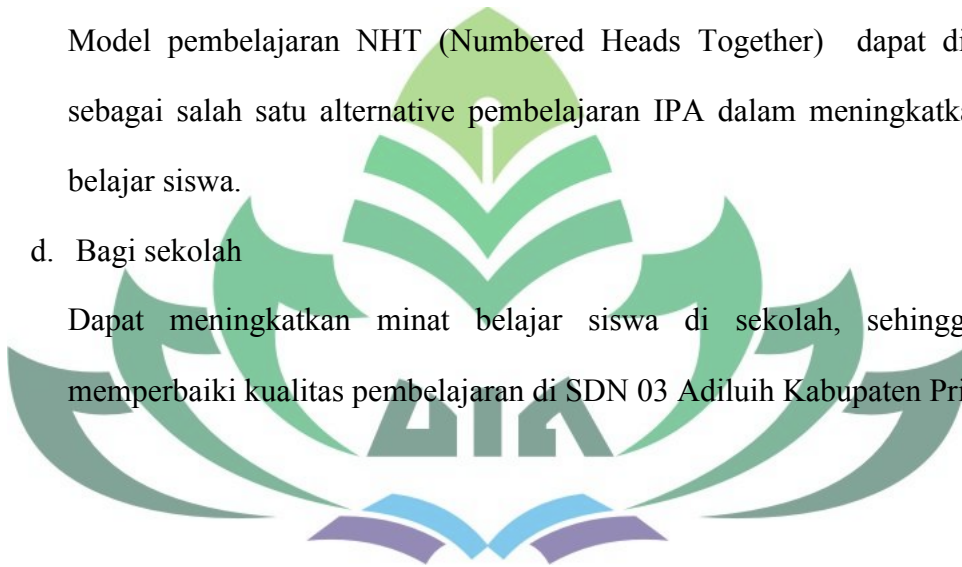 Model pembelajaran NHT (Numbered Heads Together) dapat di
sebagai salah satu alternative pembelajaran IPA dalam meningkatka
belajar siswa.
d. Bagi sekolah
Dapat meningkatkan minat belajar siswa di sekolah, sehingg
memperbaiki kualitas pembelajaran di SDN 03 Adiluih Kabupaten Pri